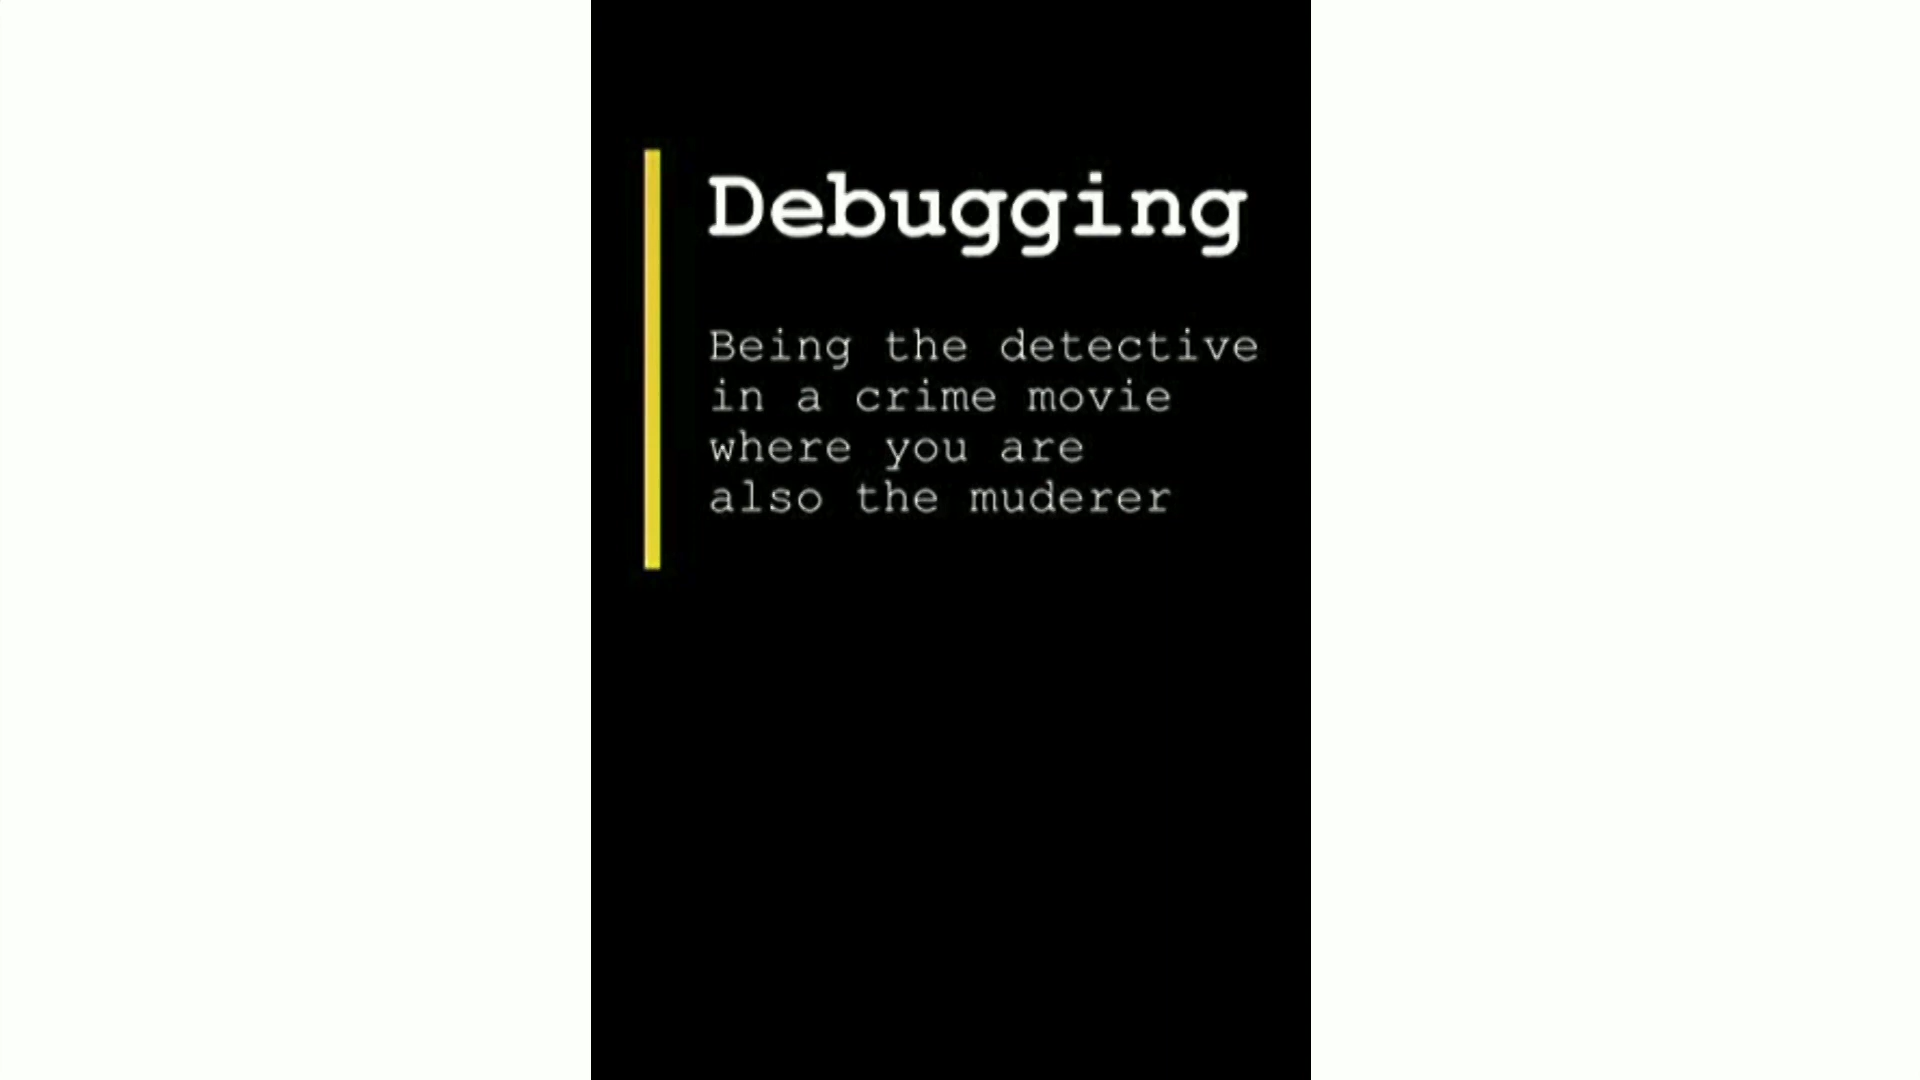 Debugging
Being the detective
in a crime movie
where you are
also the muderer